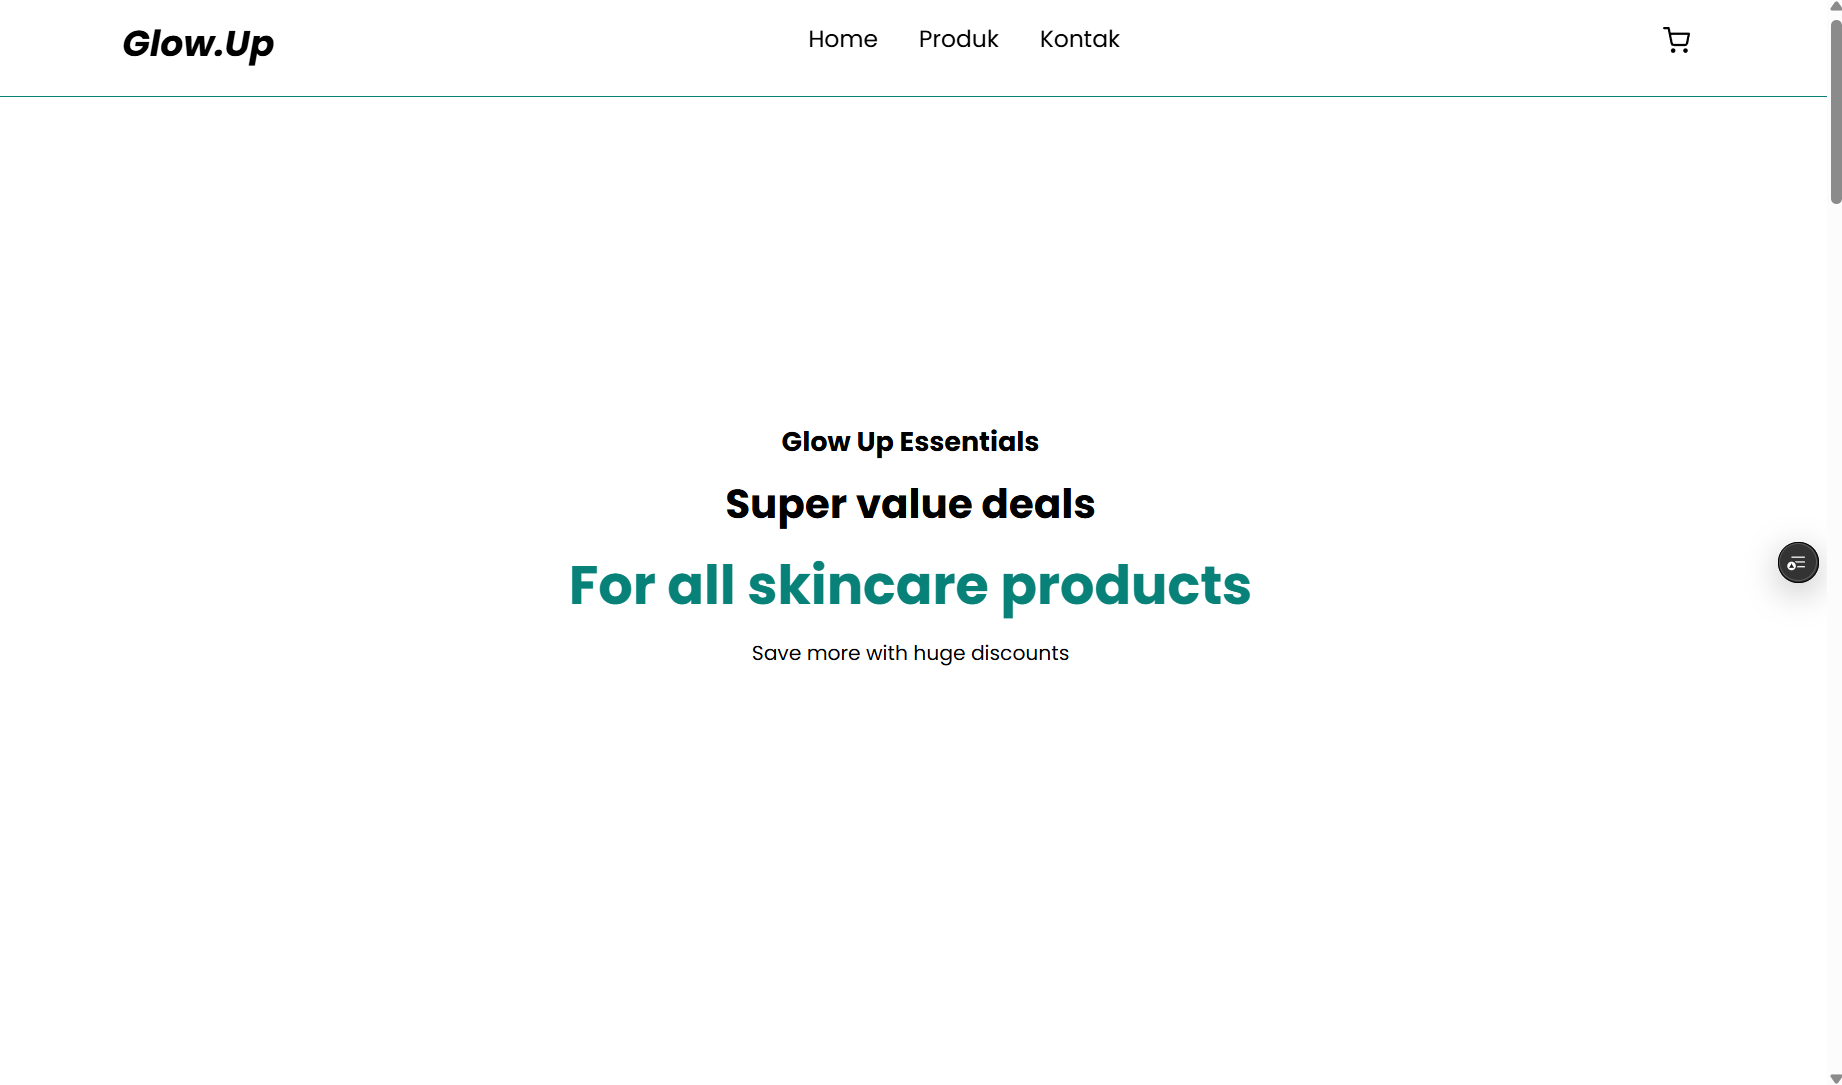 Glow.Up
Home Produk Kontak
Glow Up Essentials
Super value deals
For all skincare products
Save more with huge discounts